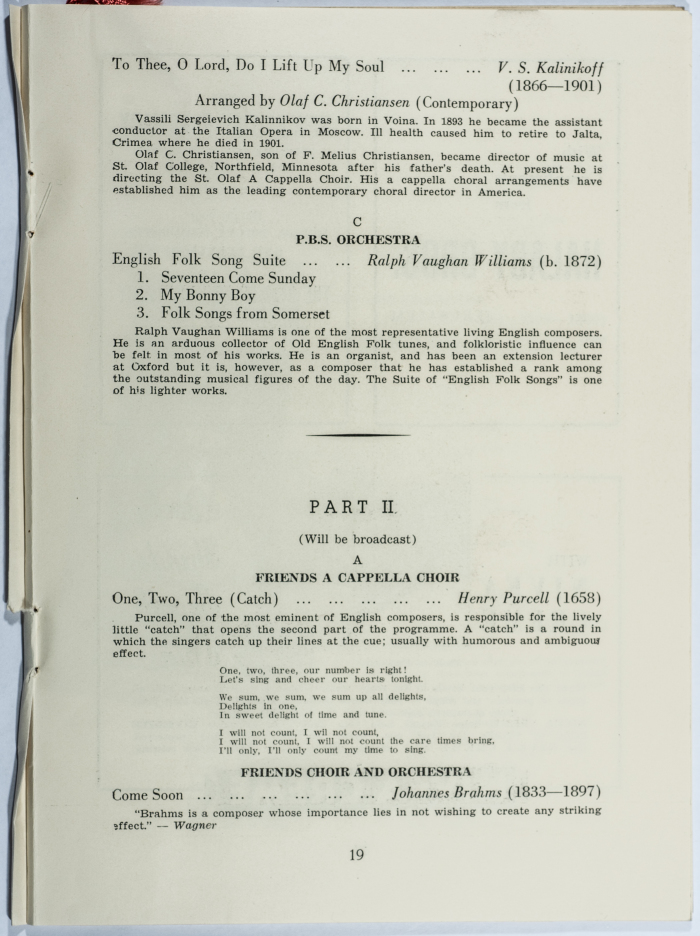 To Thee, O Lord, Do I Lift Up My Soul ... ... ... V. S. Kalinikoff
(1866—1901)
Arranged by Olaf C. Christiansen (Contemporary)
Vassili Sergeievich Kalinnikov was born in Voina. In 1893 he became the assistant
conductor at the Italian Opera in Moscow. Ill health caused him to retire to Jalta,
Crimea where he died in 1901.
Olaf C. Christiansen, son of F. Melius Christiansen, became director of music at
St. Olaf College, Northfield, Minnesota after his father's death. At present he is
directing the St. Olaf A Cappella Choir. His a cappella choral arrangements have
established him as the leading contemporary choral director in America.
C
P.B.S. ORCHESTRA
English Folk Song Suite ... ... Ralph Vaughan Williams (b. 1872)
1. Seventeen Come Sunday
2. My Bonny Boy
3. Folk Songs from Somerset
Ralph Vaughan Williams is one of the most representative living English composers.
He is an arduous collector of Old English Folk tunes, and folkloristic influence can
be felt in most of his works. He is an organist, and has been an extension lecturer
at Oxford but it is, however, as a composer that he has established a rank among
the outstanding musical figures of the day. The Suite of "English Folk Songs" is one
of his lighter works.
PART II.
(Will be broadcast)
A
FRIENDS A CAPPELLA CHOIR
One, Two, Three (Catch) ... ... ... ... ... Henry Purcell (1658)
Purcell, one of the most eminent of English composers, is responsible for the lively
little "catch" that opens the second part of the programme. A "catch" is a round in
which the singers catch up their lines at the cue; usually with humorous and ambiguous
effect.
One, two, three, our number is right!
Let's sing and cheer our hearts tonight.
We sum, we sum, we sum up all delights,
Delights in one,
In sweet delight of time and tune.
I will not count, I wil not count,
I will not count, I will not count the care times bring,
I'll only, I'll only count my time to sing.
FRIENDS CHOIR AND ORCHESTRA
Come Soon ... ... ... ... ... ... Johannes Brahms (1833—1897)
"Brahms is a composer whose importance lies in not wishing to create any striking
effect." — Wagner
19